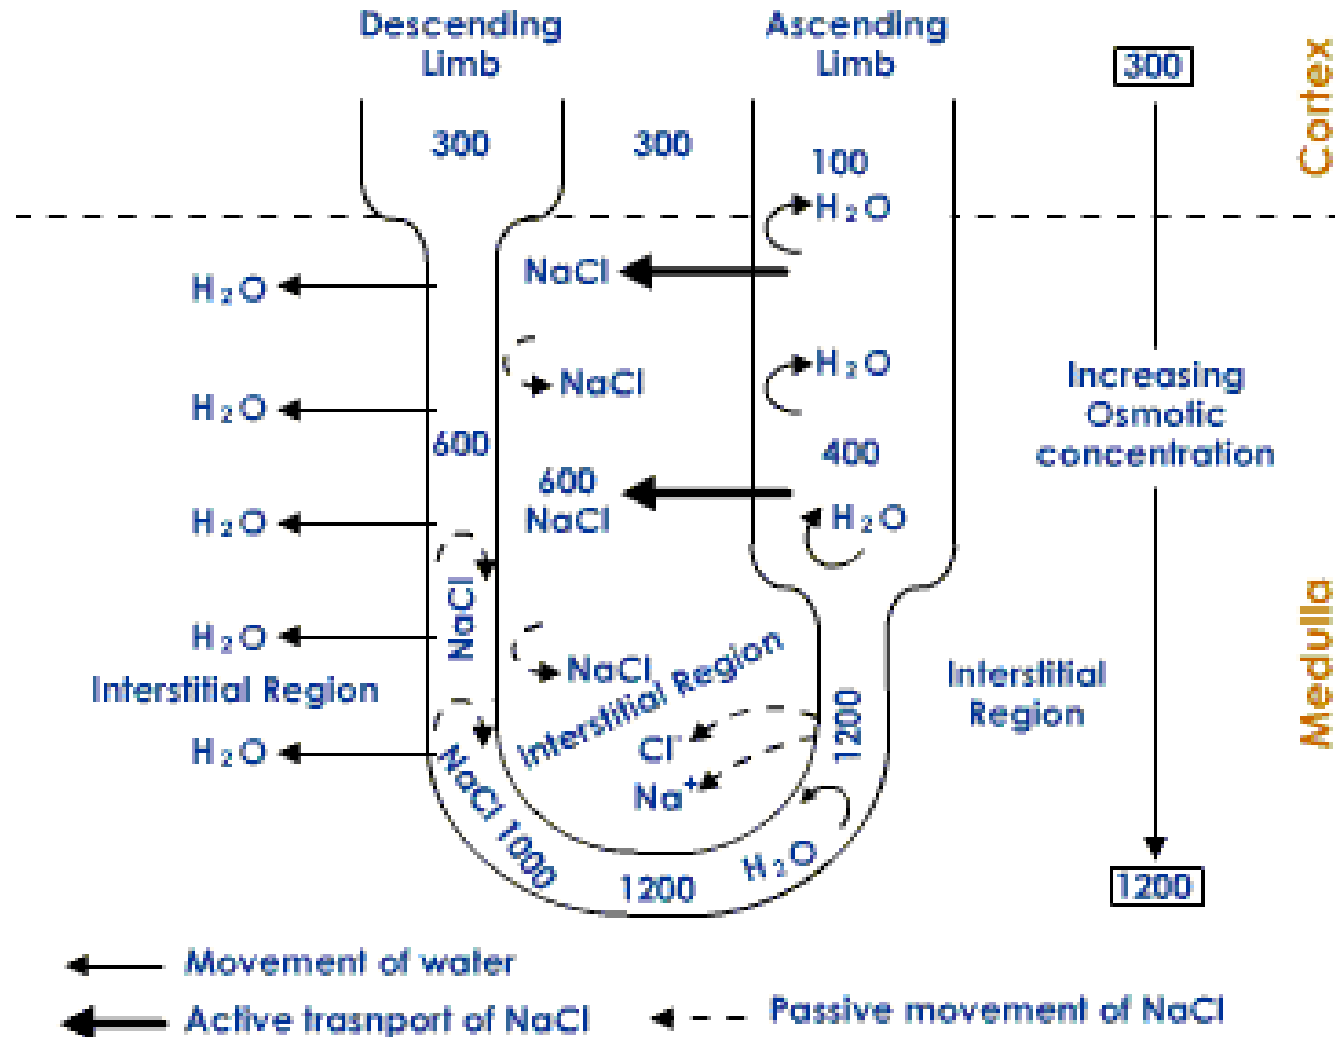 Descending
Limb
Ascending
Limb
300
Cortex
300
300
100
H₂O
NaCl
H₂O
H₂O
NaCl
H₂O
Increasing
Osmotic
concentration
H₂O
600
400
600
NaCl
H₂O
H₂O
NaCl
H₂O
NaCl
Interstitial Region
Interstitial Region
Interstitial
Region
Medulla
1200
Cl⁻
Na⁺
H₂O
NaCl
1000
1200
H₂O
1200
Movement of water
Active trasnport of NaCl
Passive movement of NaCl